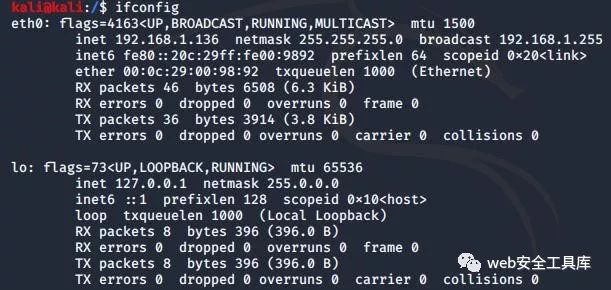 kali@kali:/$ ifconfig
eth0: flags=4163<UP,BROADCAST,RUNNING,MULTICAST>  mtu 1500
        inet 192.168.1.136  netmask 255.255.255.0  broadcast 192.168.1.255
        inet6 fe80::20c:29ff:fe00:9892  prefixlen 64  scopeid 0×20<link>
        ether 00:0c:29:00:98:92  txqueuelen 1000  (Ethernet)
        RX packets 46  bytes 6508 (6.3 KiB)
        RX errors 0  dropped 0  overruns 0  frame 0
        TX packets 36  bytes 3914 (3.8 KiB)
        TX errors 0  dropped 0 overruns 0  carrier 0  collisions 0
lo: flags=73<UP,LOOPBACK,RUNNING>  mtu 65536
        inet 127.0.0.1  netmask 255.0.0.0
        inet6 ::1  prefixlen 128  scopeid 0×10<host>
        loop  txqueuelen 1000  (Local Loopback)
        RX packets 8  bytes 396 (396.0 B)
        RX errors 0  dropped 0  overruns 0  frame 0
        TX packets 8  bytes 396 (396.0 B)
        TX errors 0  dropped 0 overruns 0  carrier 0  collisions 0
web安全工具库